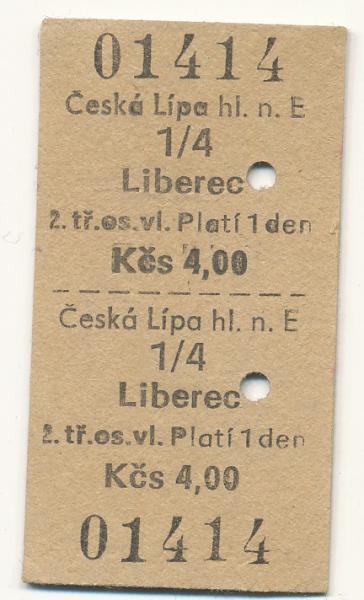 01414
Česká Lípa hl. n. E
1/4
Liberec
2. tř.os.vl. Platí 1 den
Kčs 4,00
Česká Lípa hl. n. E
1/4
Liberec
2. tř.os.vl. Platí 1 den
Kčs 4,00
01414